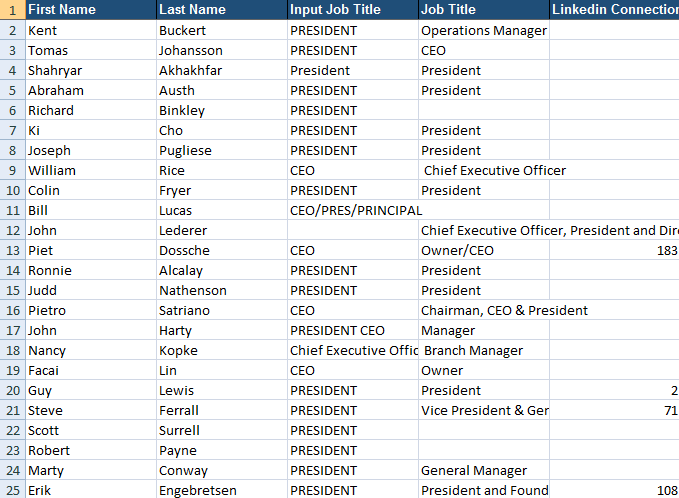 1 First Name Last Name Input Job Title Job Title Linkedin Connection
2 Kent Buckert PRESIDENT Operations Manager
3 Tomas Johansson PRESIDENT CEO
4 Shahryar Akhakhfar President President
5 Abraham Austh PRESIDENT President
6 Richard Binkley PRESIDENT
7 Ki Cho PRESIDENT President
8 Joseph Pugliese PRESIDENT President
9 William Rice CEO Chief Executive Officer
10 Colin Fryer PRESIDENT President
11 Bill Lucas CEO/PRES/PRINCIPAL
12 John Lederer Chief Executive Officer, President and Dire
13 Piet Dossche CEO Owner/CEO 183
14 Ronnie Alcalay PRESIDENT President
15 Judd Nathenson PRESIDENT President
16 Pietro Satriano CEO Chairman, CEO & President
17 John Harty PRESIDENT CEO Manager
18 Nancy Kopke Chief Executive Offic Branch Manager
19 Facai Lin CEO Owner
20 Guy Lewis PRESIDENT President 2
21 Steve Ferrall PRESIDENT Vice President & Ger 71
22 Scott Surrell PRESIDENT
23 Robert Payne PRESIDENT
24 Marty Conway PRESIDENT General Manager
25 Erik Engebretsen PRESIDENT President and Found 108